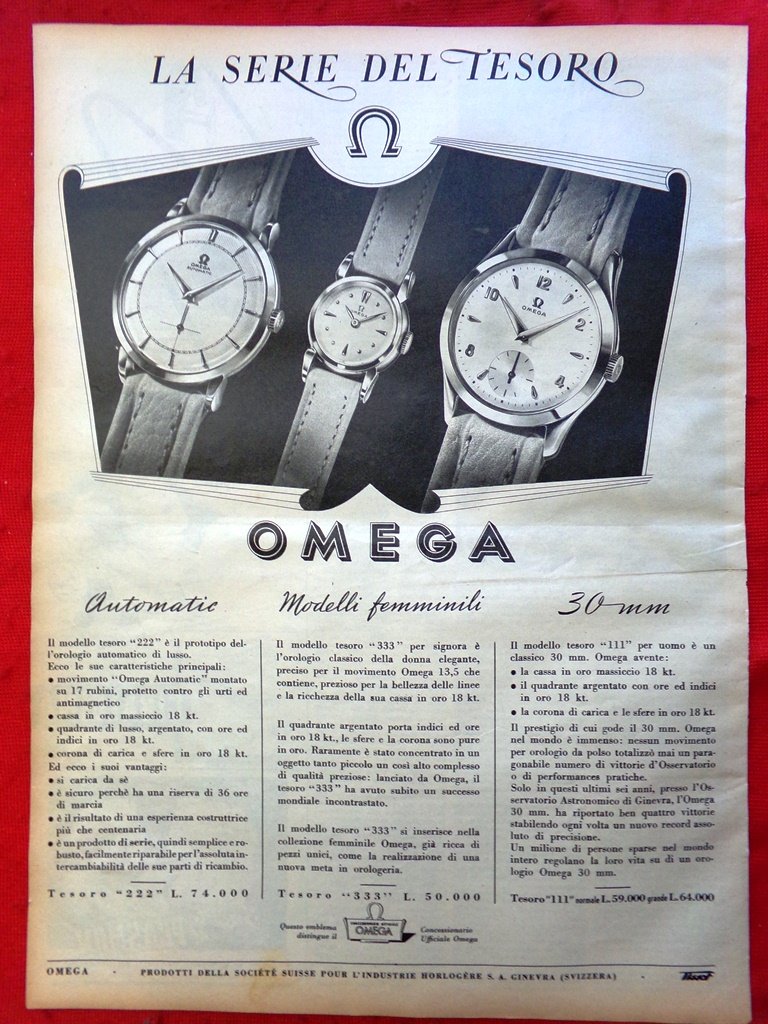 LA SERIE DEL TESORO
Ω
Ω
OMEGA
AUTOMATIC
OMEGA
Ω
OMEGA
10
12
2
8
4
OMEGA
Automatic
Il modello tesoro "222" è il prototipo del-
l'orologio automatico di lusso.
Ecco le sue caratteristiche principali:
• movimento "Omega Automatic" montato
su 17 rubini, protetto contro gli urti ed
antimagnetico
• cassa in oro massiccio 18 kt.
• quadrante di lusso, argentato, con ore ed
indici in oro 18 kt.
• corona di carica e sfere in oro 18 kt.
Ed ecco i suoi vantaggi:
• si carica da sè
• è sicuro perchè ha una riserva di 36 ore
di marcia
• è il risultato di una esperienza costruttrice
più che centenaria
• è un prodotto di serie, quindi semplice e ro-
busto, facilmente riparabile per l'assoluta in-
tercambiabilità delle sue parti di ricambio.
Tesoro "222" L. 74.000
Modelli femminili
Il modello tesoro "333" per signora è
l'orologio classico della donna elegante,
preciso per il movimento Omega 13,5 che
contiene, prezioso per la bellezza delle linee
e la ricchezza della sua cassa in oro 18 kt.
Il quadrante argentato porta indici ed ore
in oro 18 kt., le sfere e la corona sono pure
in oro. Raramente è stato concentrato in un
oggetto tanto piccolo un così alto complesso
di qualità preziose: lanciato da Omega, il
tesoro "333" ha avuto subito un successo
mondiale incontrastato.
Il modello tesoro "333" si inserisce nella
collezione femminile Omega, già ricca di
pezzi unici, come la realizzazione di una
nuova meta in orologeria.
Tesoro "333" L. 50.000
30 mm
Il modello tesoro "111" per uomo è un
classico 30 mm. Omega avente:
• la cassa in oro massiccio 18 kt.
• il quadrante argentato con ore ed indici
in oro 18 kt.
• la corona di carica e le sfere in oro 18 kt.
Il prestigio di cui gode il 30 mm. Omega
nel mondo è immenso: nessun movimento
per orologio da polso totalizzò mai un para-
gonabile numero di vittorie d'Osservatorio
o di performances pratiche.
Solo in questi ultimi sei anni, presso l'Os-
servatorio Astronomico di Ginevra, l'Omega
30 mm. ha riportato ben quattro vittorie
stabilendo ogni volta un nuovo record asso-
luto di precisione.
Un milione di persone sparse nel mondo
intero regolano la loro vita su di un oro-
logio Omega 30 mm.
Tesoro "111" normale L. 59.000 grande L. 64.000
Questo emblema
distingue il
Ω
OMEGA
Concessionario
Ufficiale Omega
OMEGA · PRODOTTI DELLA SOCIÉTÉ SUISSE POUR L'INDUSTRIE HORLOGÈRE S. A. GINEVRA (SVIZZERA) · Tissot